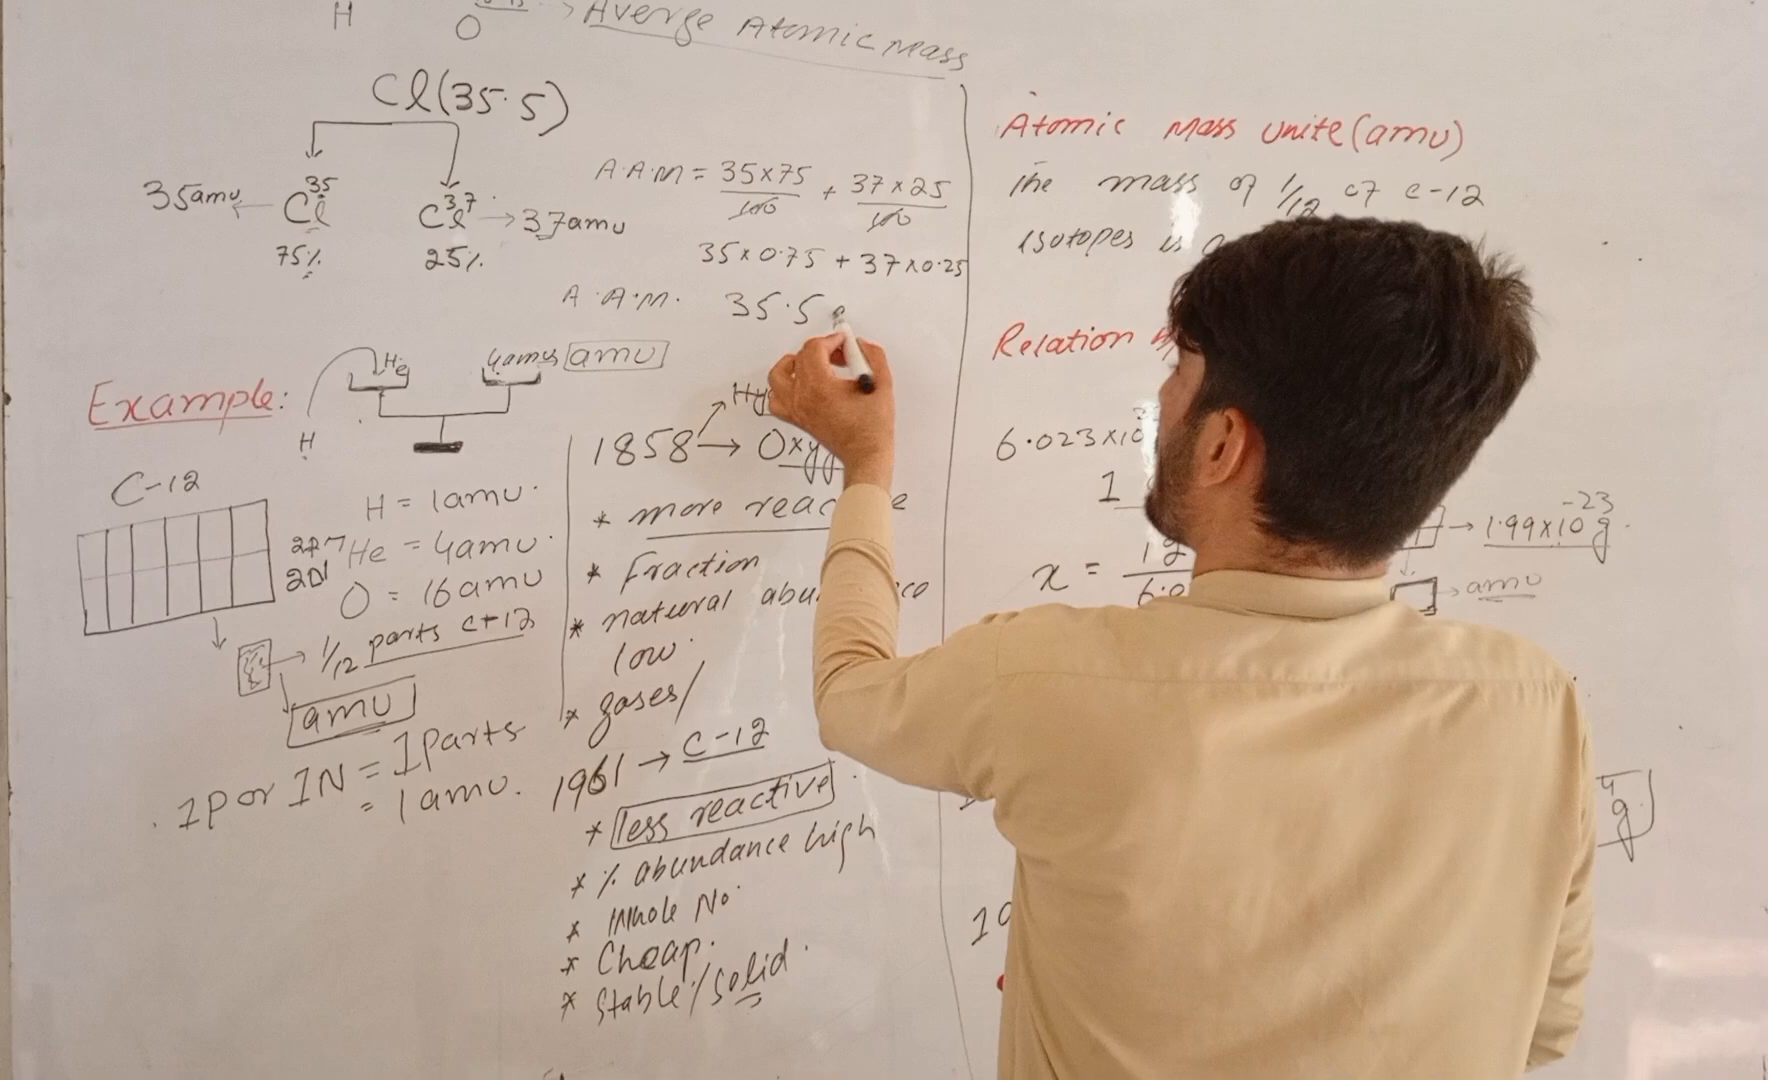 H
O
Averge Atomic Mass
Cl(35.5)
35amu ← Cl³⁵
75%
Cl³⁷ → 37amu
25%
A.A.M = 35×75/100 + 37×25/100
35×0.75 + 37×0.25
A.A.M. 35.5
Example:
H
He
4amus amu
C-12
H = 1amu.
He = 4amu.
O = 16amu
→ 1/12 parts
amu
1P or 1N = 1Parts
= 1amu.
1858 →
* more
* fraction
* natural
low.
* gases/
1961 → C-12
* less reactive
* % abundance high
* Whole No
* Cheap.
* Stable/solid.
Atomic Mass Unite(amu)
The mass of 1/12 of C-12
Isotopes is
Relation
6.023×10
1
x = 12
→ 1.99×10⁻²³g.
→ amu
g
10